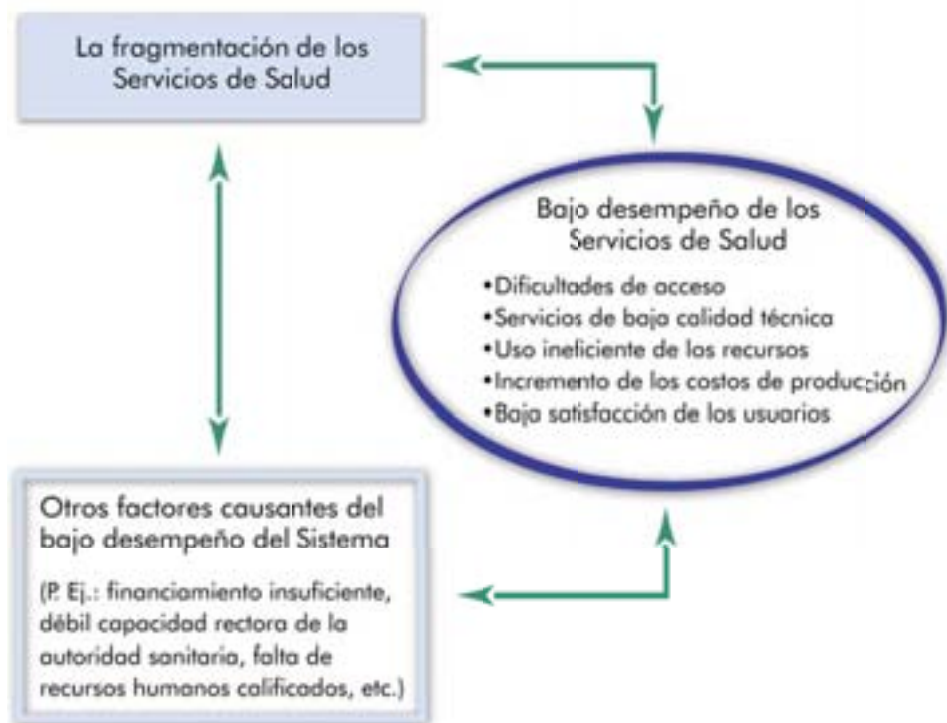 La fragmentación de los
Servicios de Salud
Bajo desempeño de los
Servicios de Salud
•Dificultades de acceso
•Servicios de baja calidad técnica
•Uso ineficiente de los recursos
•Incremento de los costos de producción
•Baja satisfacción de los usuarios
Otros factores causantes del
bajo desempeño del Sistema
(P. Ej.: financiamiento insuficiente,
débil capacidad rectora de la
autoridad sanitaria, falta de
recursos humanos calificados, etc.)